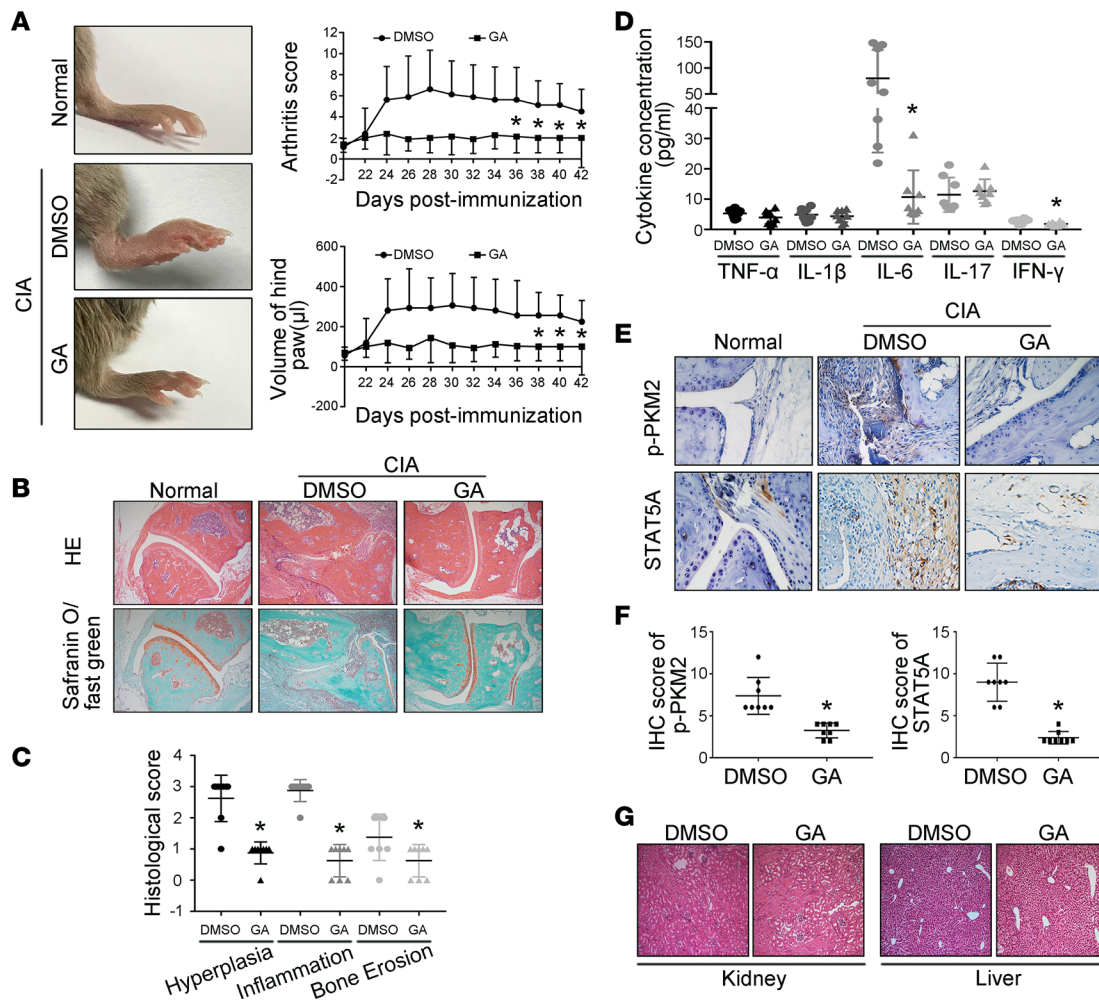 A
Normal
CIA
DMSO
GA
DMSO GA
Arthritis score
12
10
8
6
4
2
0
-2
22 24 26 28 30 32 34 36 38 40 42
* * * *
Days post-immunization
DMSO GA
Volume of hind
paw(µl)
600
400
200
0
-200
22 24 26 28 30 32 34 36 38 40 42
* * *
Days post-immunization
B
CIA
Normal DMSO GA
HE
Safranin O/
fast green
C
Histological score
4
3
2
1
0
-1
* * *
DMSO GA DMSO GA DMSO GA
Hyperplasia Inflammation Bone Erosion
D
Cytokine concentration
(pg/ml)
150
100
50
40
30
20
10
0
* *
DMSO GA DMSO GA DMSO GA DMSO GA DMSO GA
TNF-α IL-1β IL-6 IL-17 IFN-γ
E
CIA
Normal DMSO GA
p-PKM2
STAT5A
F
IHC score of
p-PKM2
15
10
5
0
*
DMSO GA
IHC score of
STAT5A
15
10
5
0
*
DMSO GA
G
DMSO GA DMSO GA
Kidney Liver